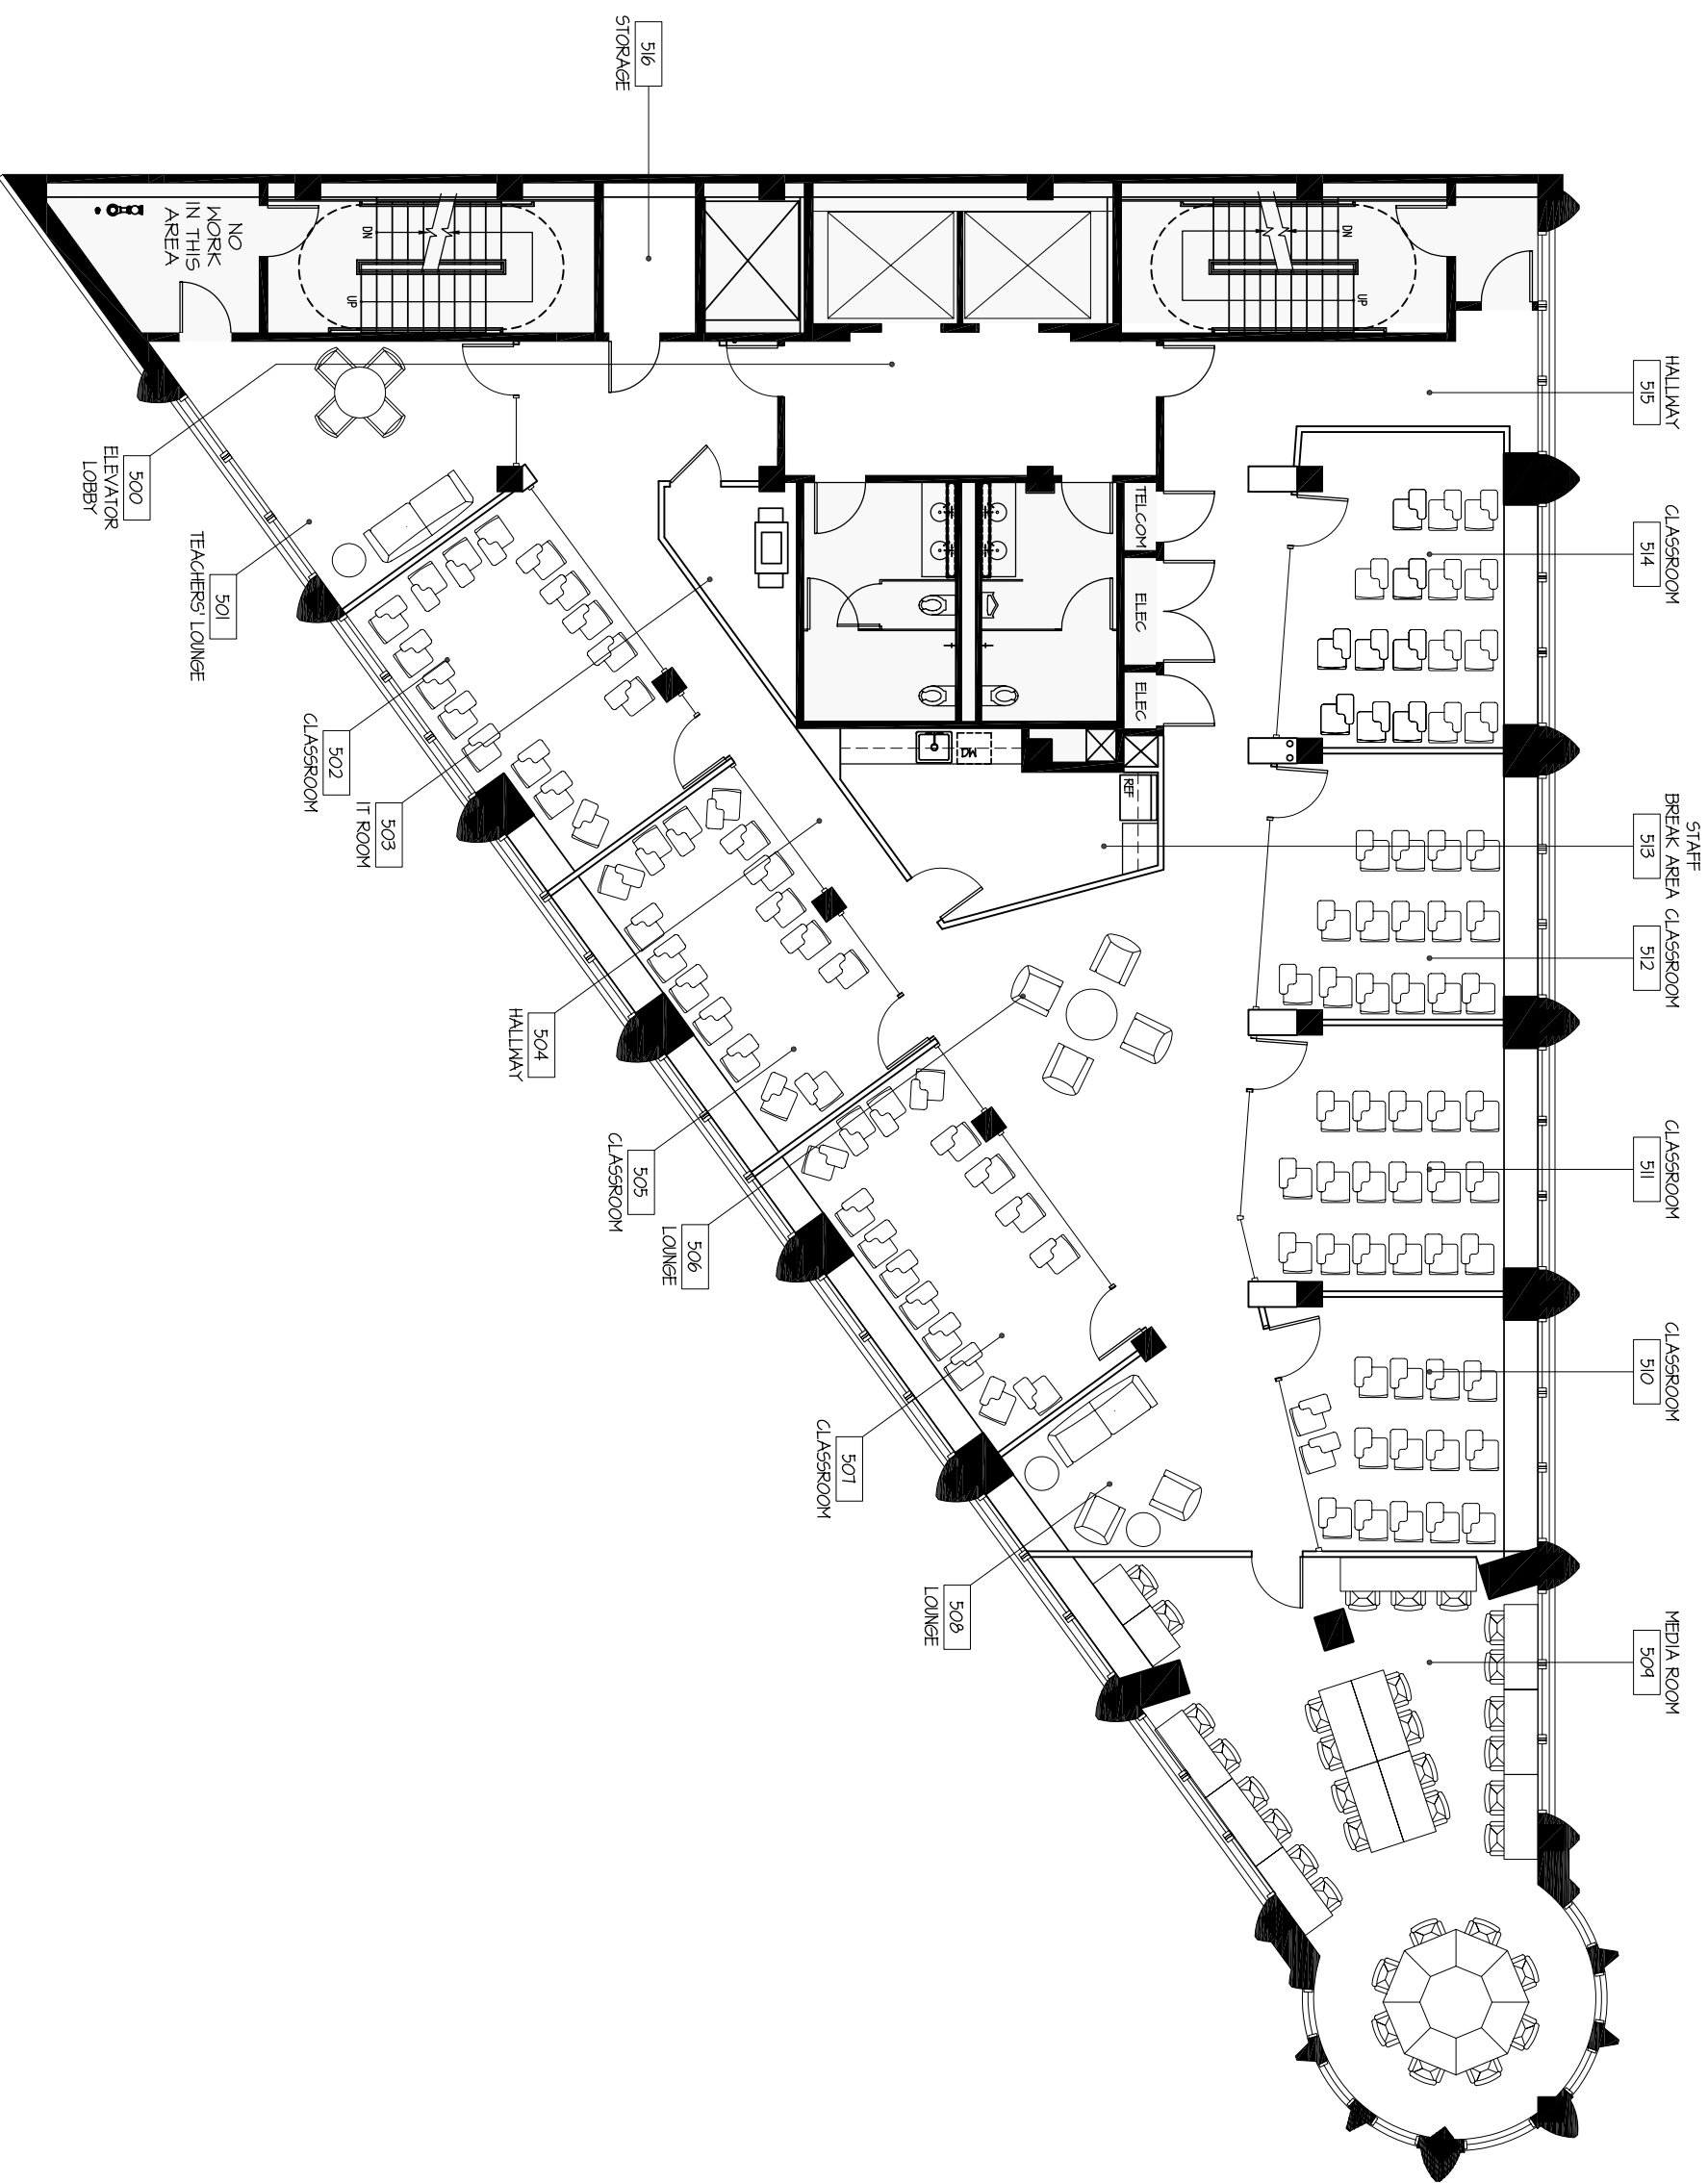 516
STORAGE
NO
WORK
IN THIS
AREA
DN
UP
DN
UP
HALLWAY
515
500
ELEVATOR
LOBBY
TEACHERS' LOUNGE
501
CLASSROOM
514
TELCOM
ELEC
ELEC
502
CLASSROOM
503
IT ROOM
DW
REF
STAFF
BREAK AREA
513
CLASSROOM
512
504
HALLWAY
CLASSROOM
511
505
CLASSROOM
506
LOUNGE
CLASSROOM
510
507
CLASSROOM
508
LOUNGE
MEDIA ROOM
509